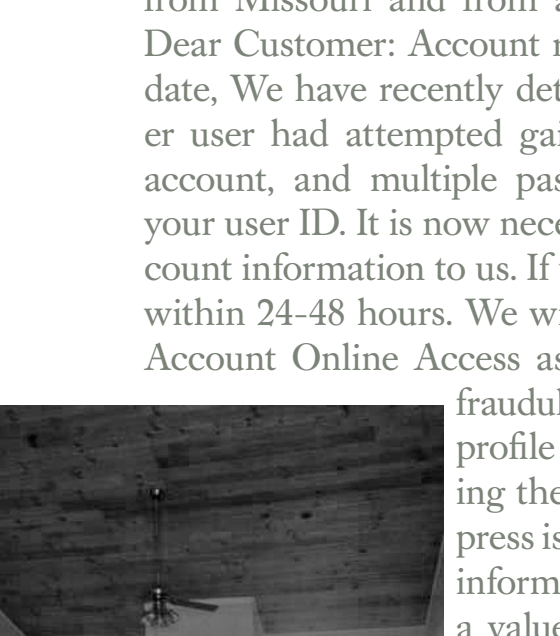 from Missouri and from
Dear Customer: Account
date, We have recently det
er user had attempted gai
account, and multiple pas
your user ID. It is now nece
count information to us. If
within 24-48 hours. We wi
Account Online Access as
fraudul
profile
ing the
press is
inform
a value